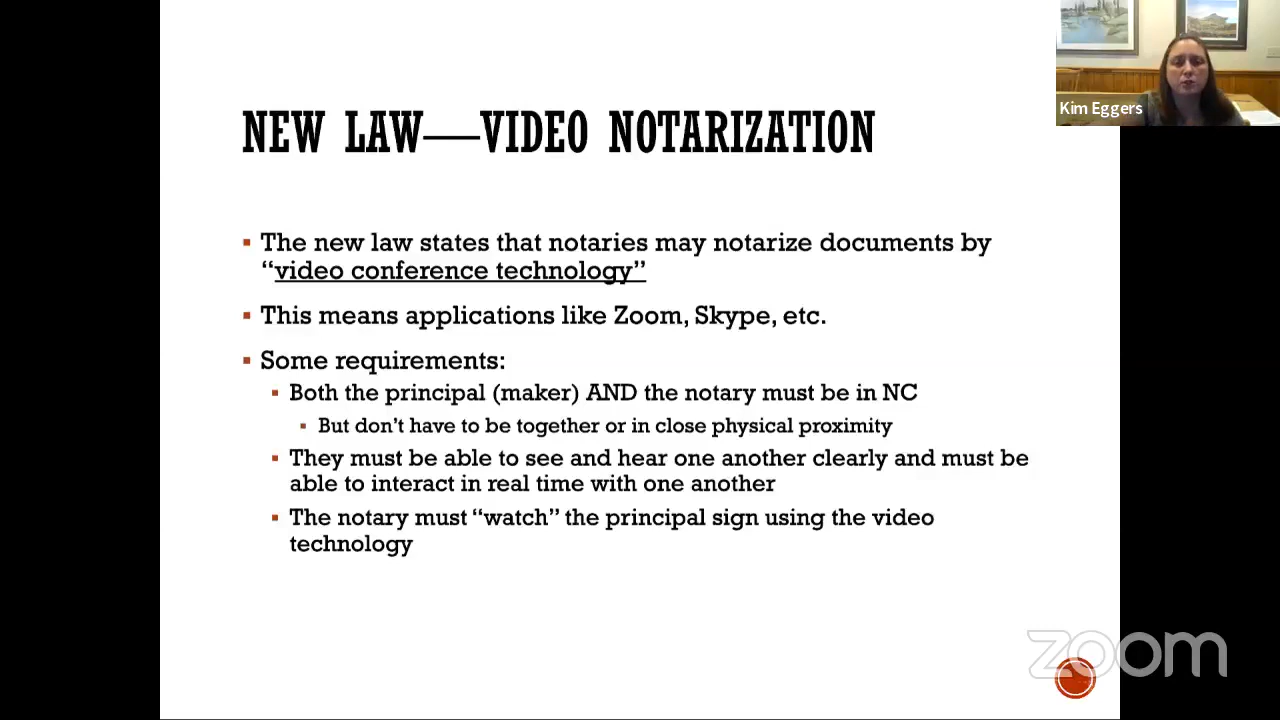 NEW LAW—VIDEO NOTARIZATION
▪ The new law states that notaries may notarize documents by
“video conference technology”
▪ This means applications like Zoom, Skype, etc.
▪ Some requirements:
▪ Both the principal (maker) AND the notary must be in NC
▪ But don’t have to be together or in close physical proximity
▪ They must be able to see and hear one another clearly and must be
able to interact in real time with one another
▪ The notary must “watch” the principal sign using the video
technology
Kim Eggers
zoom